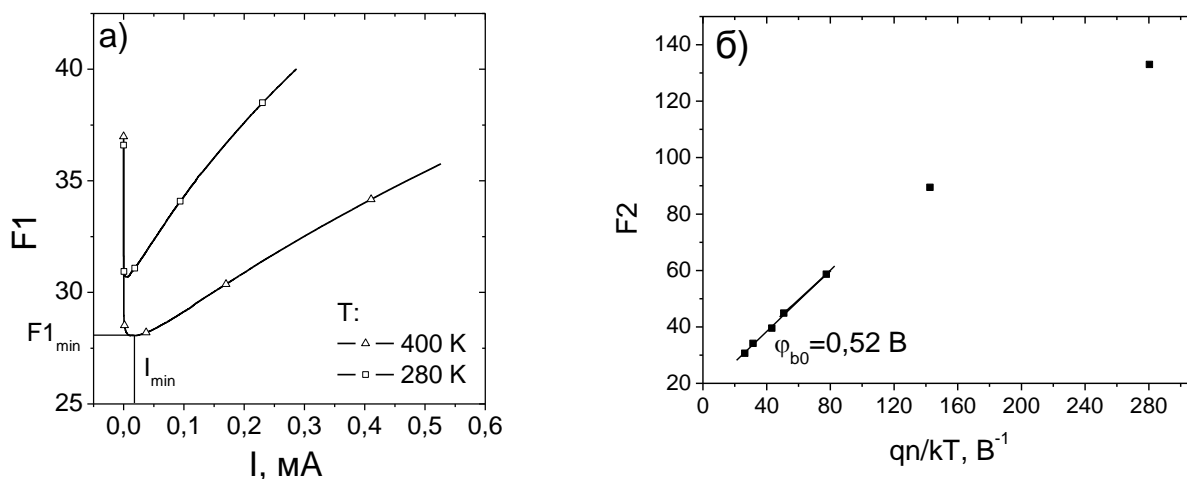 а)
40
35
30
25
F1
F1min
Imin
T:
400 K
280 K
0,0 0,1 0,2 0,3 0,4 0,5 0,6
I, мА
б)
140
120
100
80
60
40
20
F2
φb0=0,52 В
0 40 80 120 160 200 240 280
qn/kT, В-1